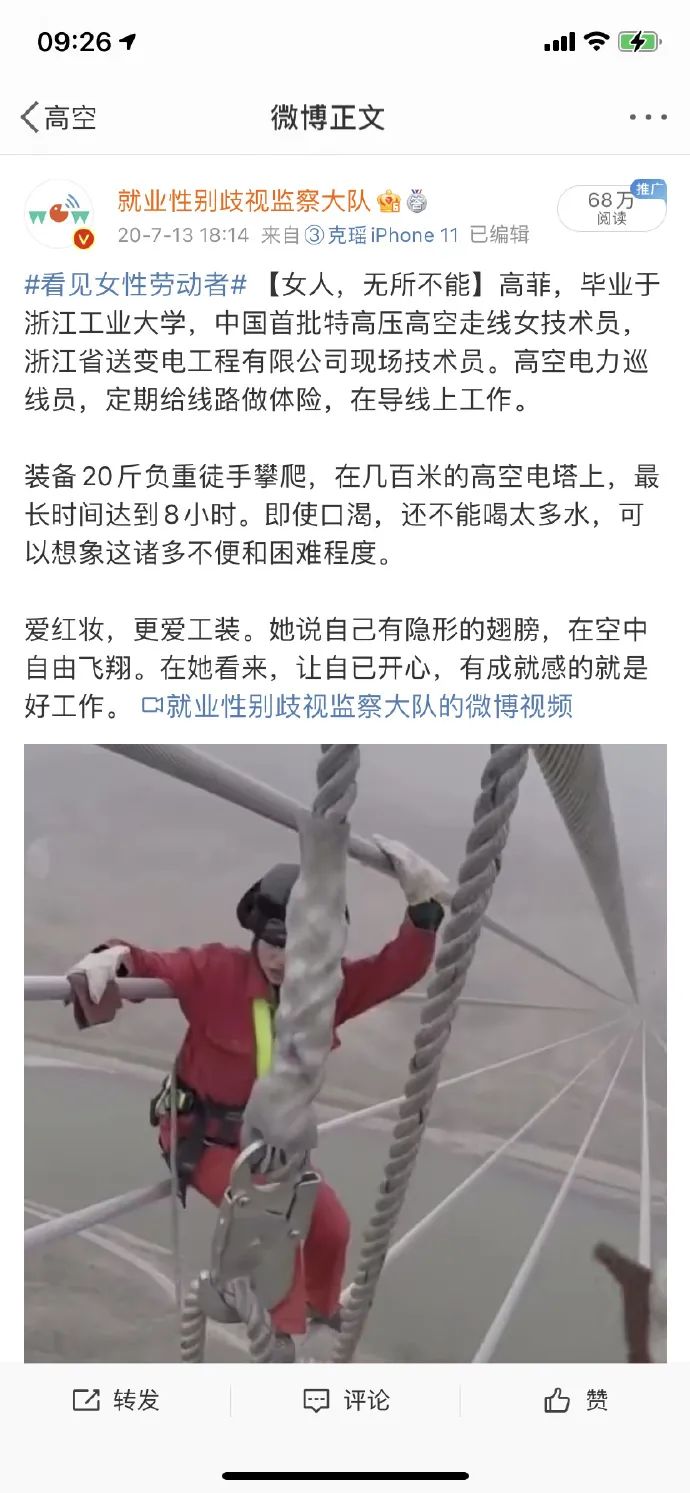 09:26
高空
微博正文
就业性别歧视监察大队
68万
推广
阅读
20-7-13 18:14 来自③克瑶iPhone 11 已编辑
#看见女性劳动者# 【女人，无所不能】高菲，毕业于
浙江工业大学，中国首批特高压高空走线女技术员，
浙江省送变电工程有限公司现场技术员。高空电力巡
线员，定期给线路做体险，在导线上工作。
装备20斤负重徒手攀爬，在几百米的高空电塔上，最
长时间达到8小时。即使口渴，还不能喝太多水，可
以想象这诸多不便和困难程度。
爱红妆，更爱工装。她说自己有隐形的翅膀，在空中
自由飞翔。在她看来，让自已开心，有成就感的就是
好工作。 就业性别歧视监察大队的微博视频
转发
评论
赞